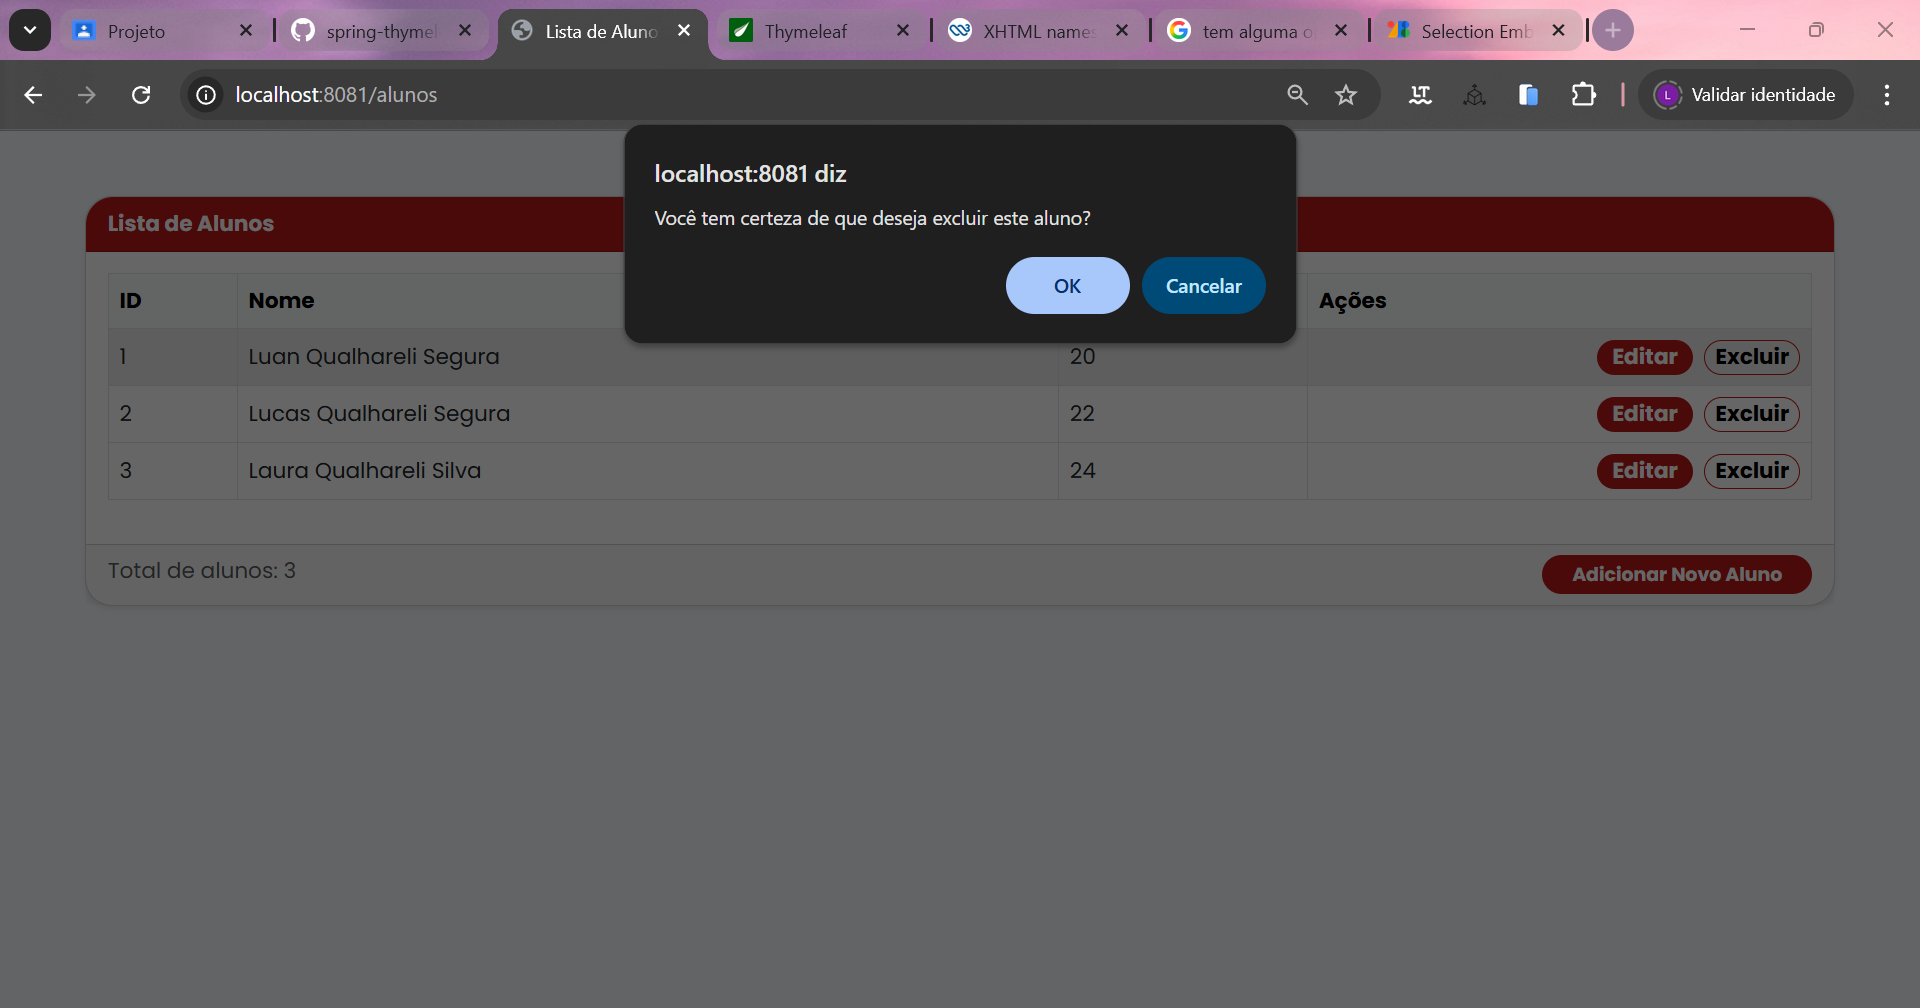 Projeto
spring-thymel
Lista de Aluno
Thymeleaf
XHTML names
tem alguma o
Selection Emb
localhost:8081/alunos
LT
L
Validar identidade
localhost:8081 diz
Você tem certeza de que deseja excluir este aluno?
OK
Cancelar
Lista de Alunos
ID Nome Ações
1 Luan Qualhareli Segura 20 Editar Excluir
2 Lucas Qualhareli Segura 22 Editar Excluir
3 Laura Qualhareli Silva 24 Editar Excluir
Total de alunos: 3
Adicionar Novo Aluno